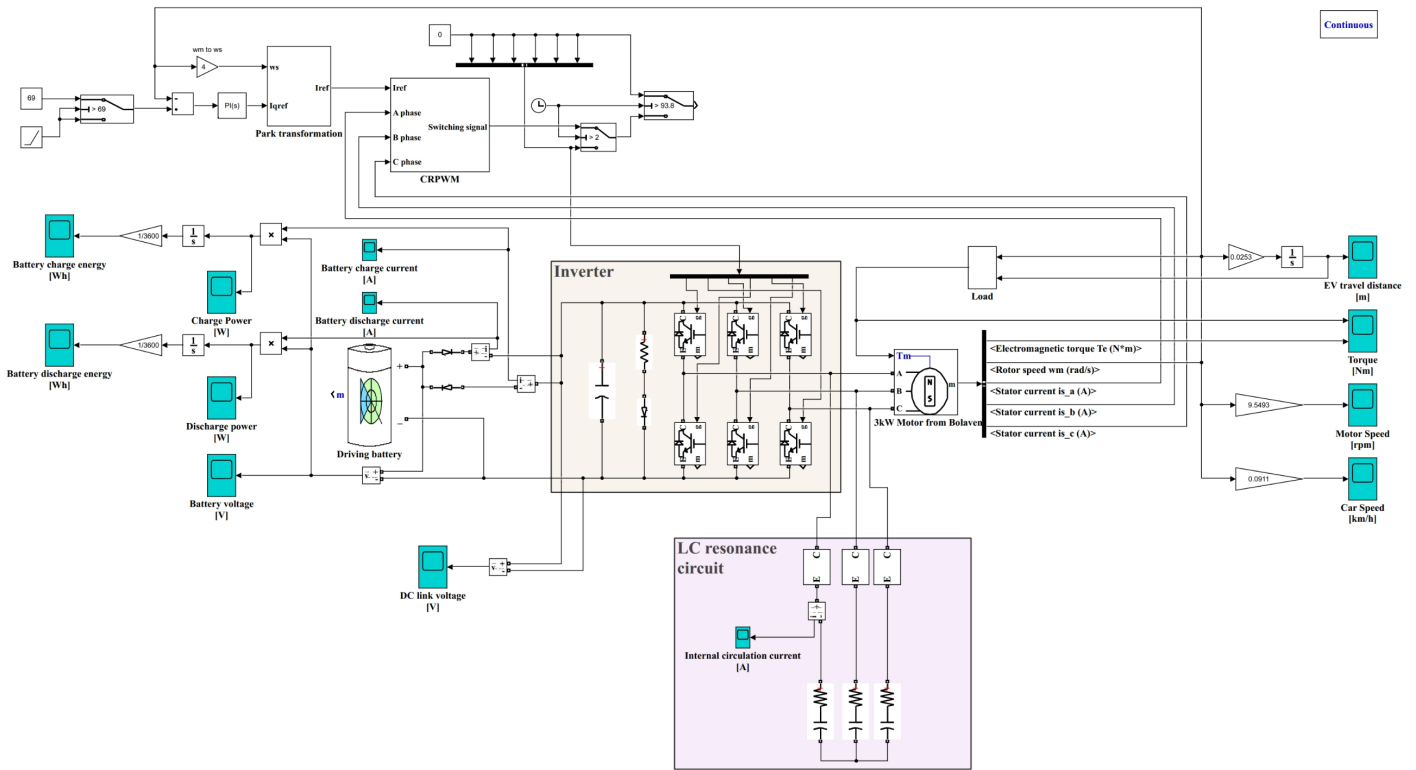 Continuous
wm to ws
4
ws
Iqref
Iref
Park transformation
69
> 69
-
+
PI(s)
0
Iref
A phase
B phase
C phase
Switching signal
CRPWM
> 2
> 93.8
Battery charge energy
[Wh]
1/3600
1
s
×
Charge Power
[W]
Battery charge current
[A]
Battery discharge current
[A]
Battery discharge energy
[Wh]
1/3600
1
s
×
Discharge power
[W]
m
+
–
Driving battery
Battery voltage
[V]
v
+
-
i
+
-
i
+
-
DC link voltage
[V]
v
+
-
Inverter
C
g
E
C
g
E
C
g
E
C
g
E
C
g
E
C
g
E
Load
Tm
A
B
C
N
S
m
3kW Motor from Bolaven
<Electromagnetic torque Te (N*m)>
<Rotor speed wm (rad/s)>
<Stator current is_a (A)>
<Stator current is_b (A)>
<Stator current is_c (A)>
0.0253
1
s
EV travel distance
[m]
Torque
[Nm]
9.5493
Motor Speed
[rpm]
0.0911
Car Speed
[km/h]
LC resonance
circuit
C
E
C
E
C
E
Internal circulation current
[A]